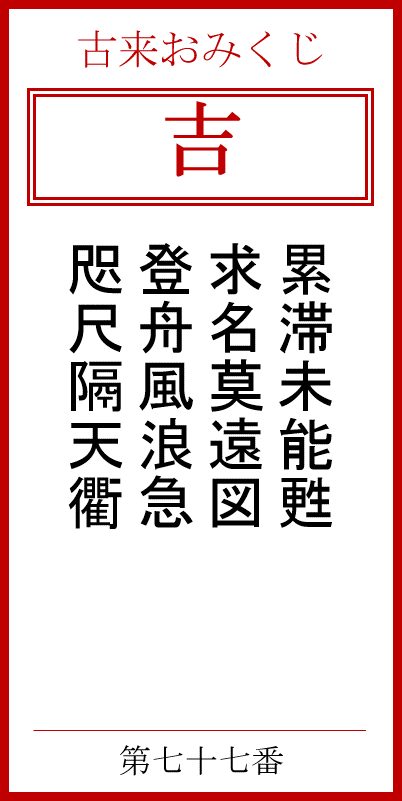 古来おみくじ
吉
累滞未能甦
求名莫遠図
登舟風浪急
咫尺隔天衢
第七十七番